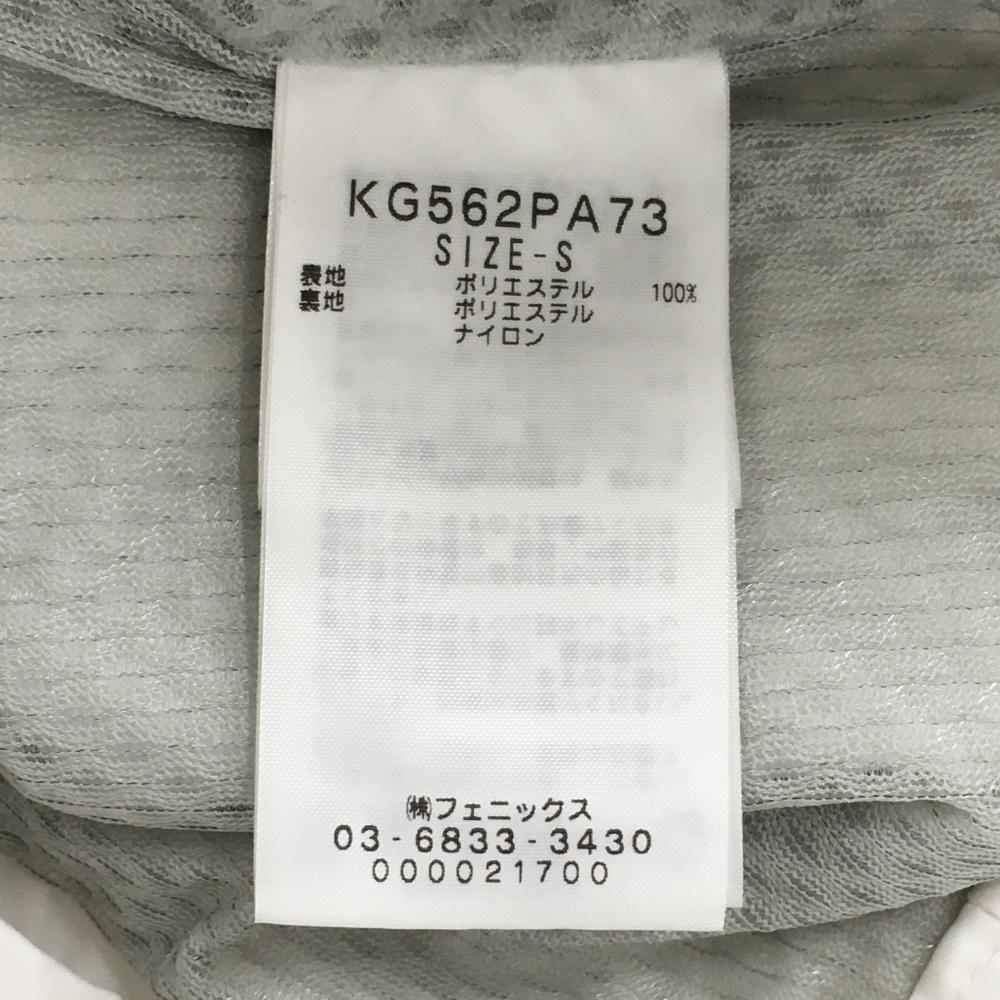 KG562PA73
SIZE-S
表地 ポリエステル 100%
裏地 ポリエステル
ナイロン
㈱フェニックス
03-6833-3430
000021700